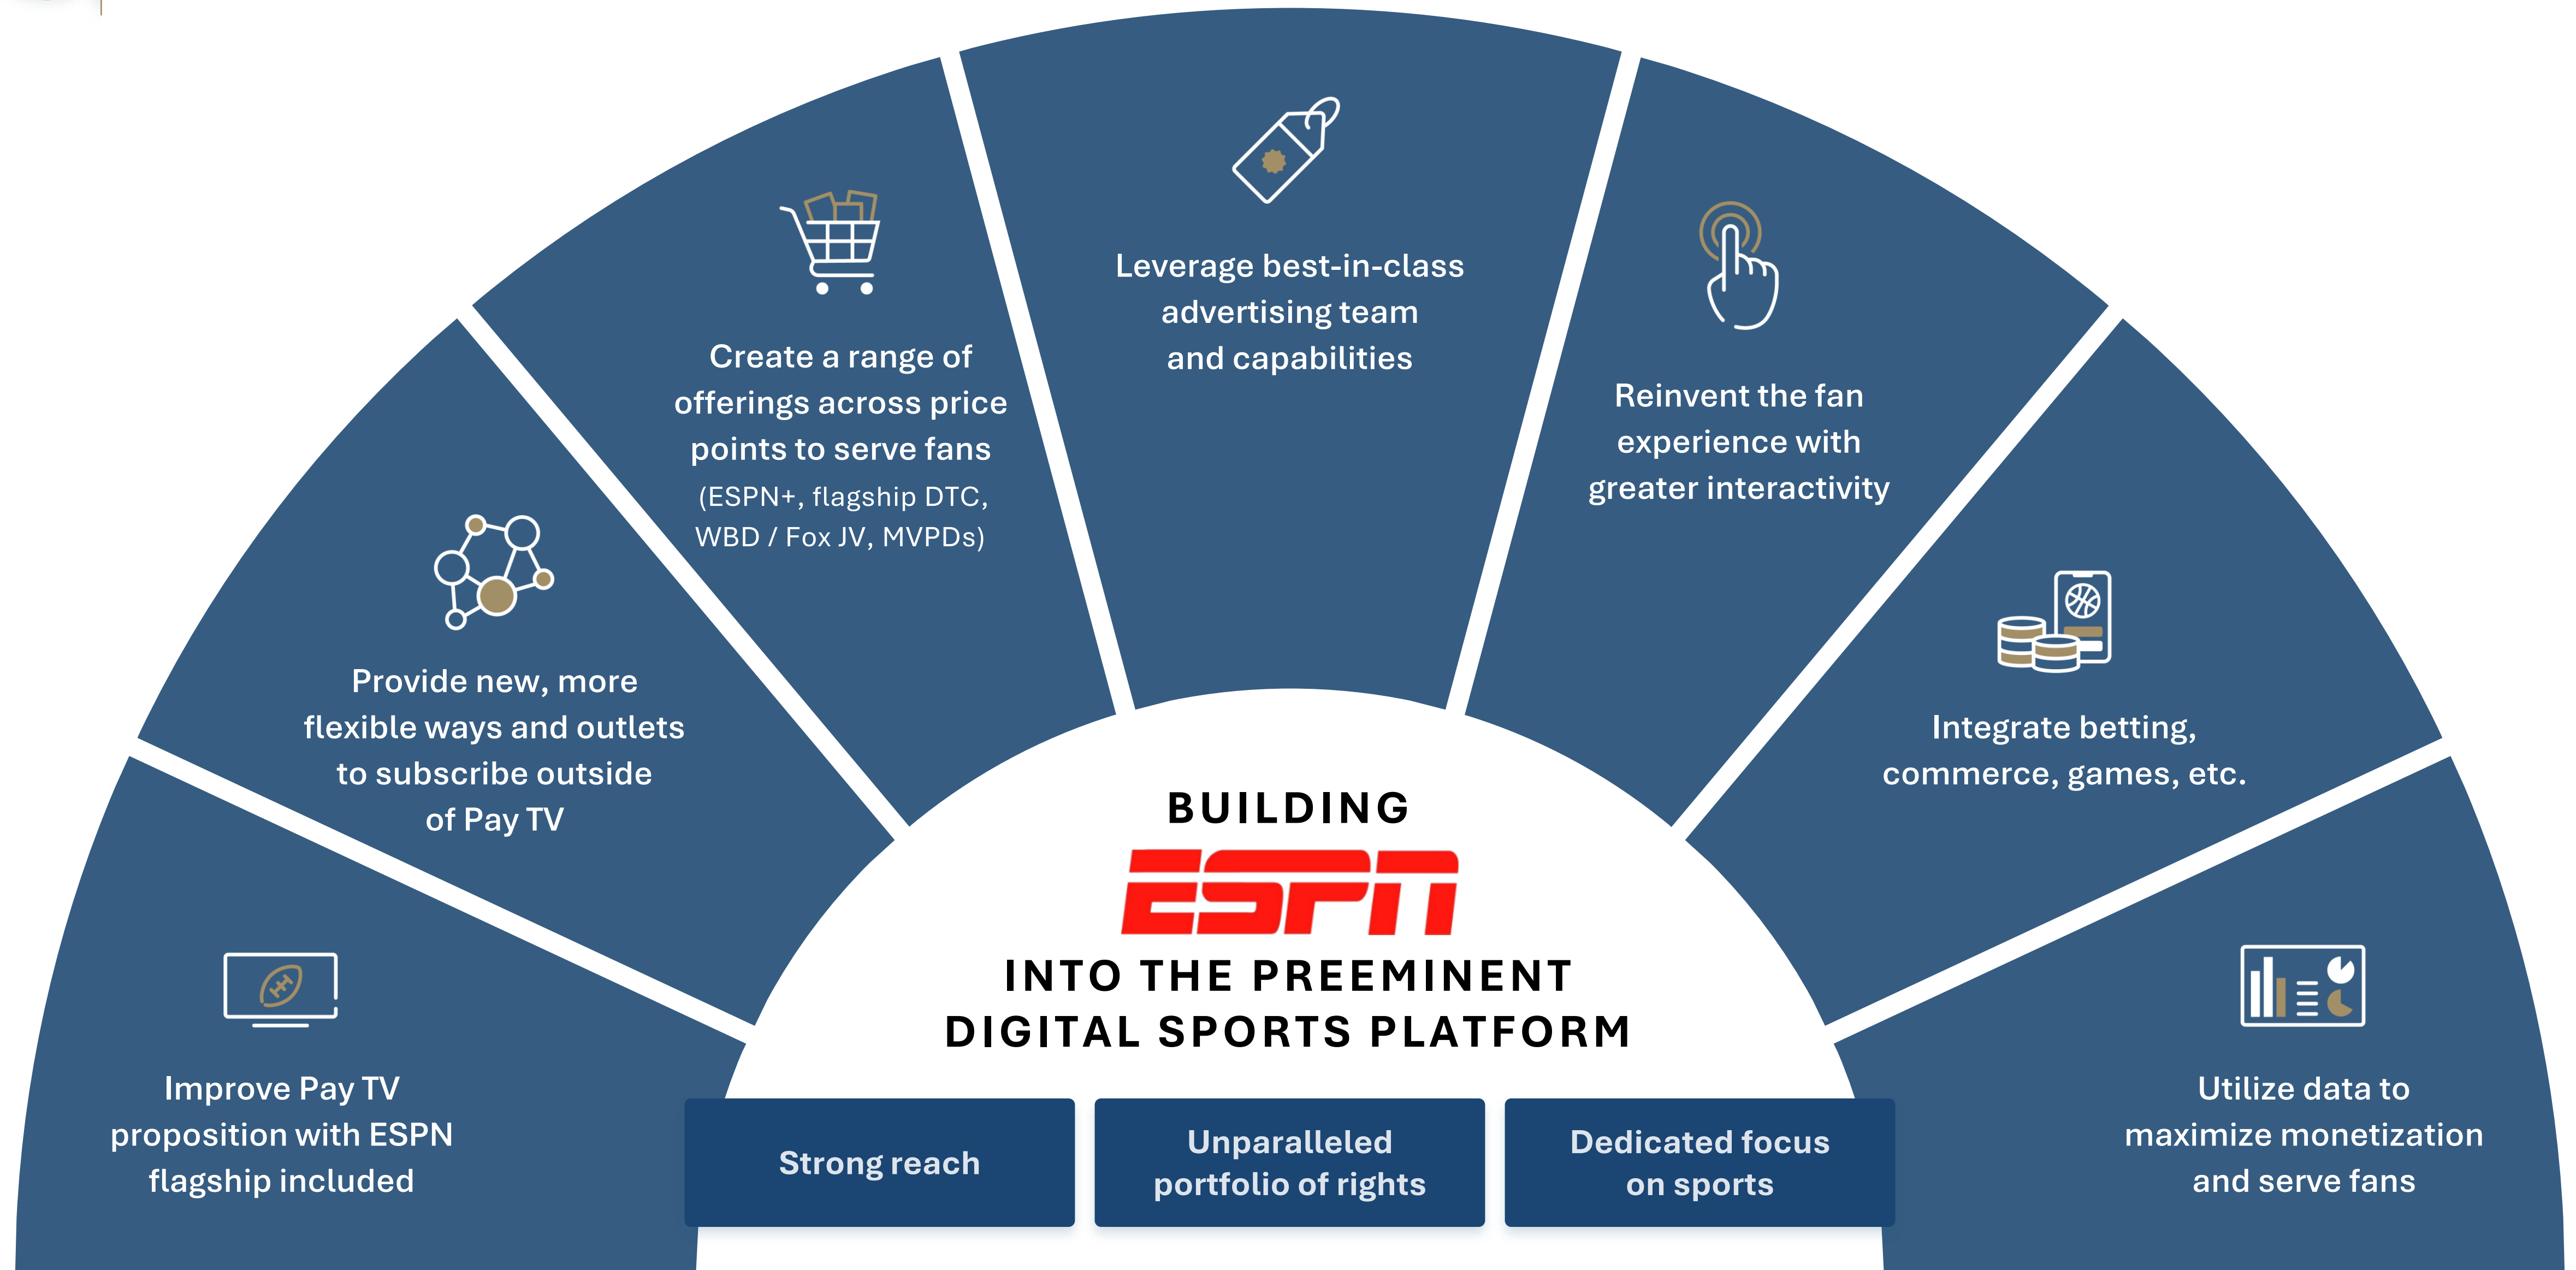 Improve Pay TV
proposition with ESPN
flagship included
Provide new, more
flexible ways and outlets
to subscribe outside
of Pay TV
Create a range of
offerings across price
points to serve fans
(ESPN+, flagship DTC,
WBD / Fox JV, MVPDs)
Leverage best-in-class
advertising team
and capabilities
Reinvent the fan
experience with
greater interactivity
Integrate betting,
commerce, games, etc.
Utilize data to
maximize monetization
and serve fans
BUILDING
ESPN
INTO THE PREEMINENT
DIGITAL SPORTS PLATFORM
Strong reach
Unparalleled
portfolio of rights
Dedicated focus
on sports